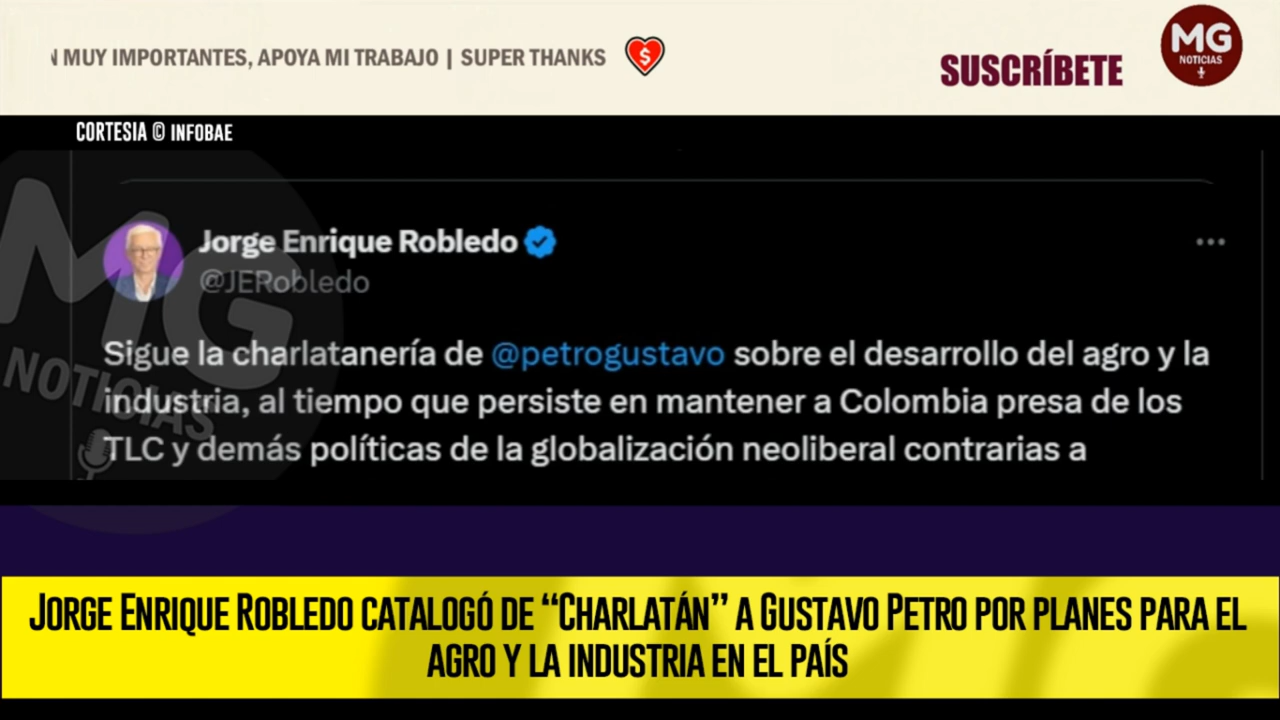 N MUY IMPORTANTES, APOYA MI TRABAJO | SUPER THANKS
SUSCRÍBETE
MG
NOTICIAS
CORTESIA © INFOBAE
Jorge Enrique Robledo
@JERobledo
Sigue la charlatanería de @petrogustavo sobre el desarrollo del agro y la
industria, al tiempo que persiste en mantener a Colombia presa de los
TLC y demás políticas de la globalización neoliberal contrarias a
MG
NOTICIAS
JORGE ENRIQUE ROBLEDO CATALOGÓ DE “CHARLATÁN” A GUSTAVO PETRO POR PLANES PARA EL
AGRO Y LA INDUSTRIA EN EL PAÍS